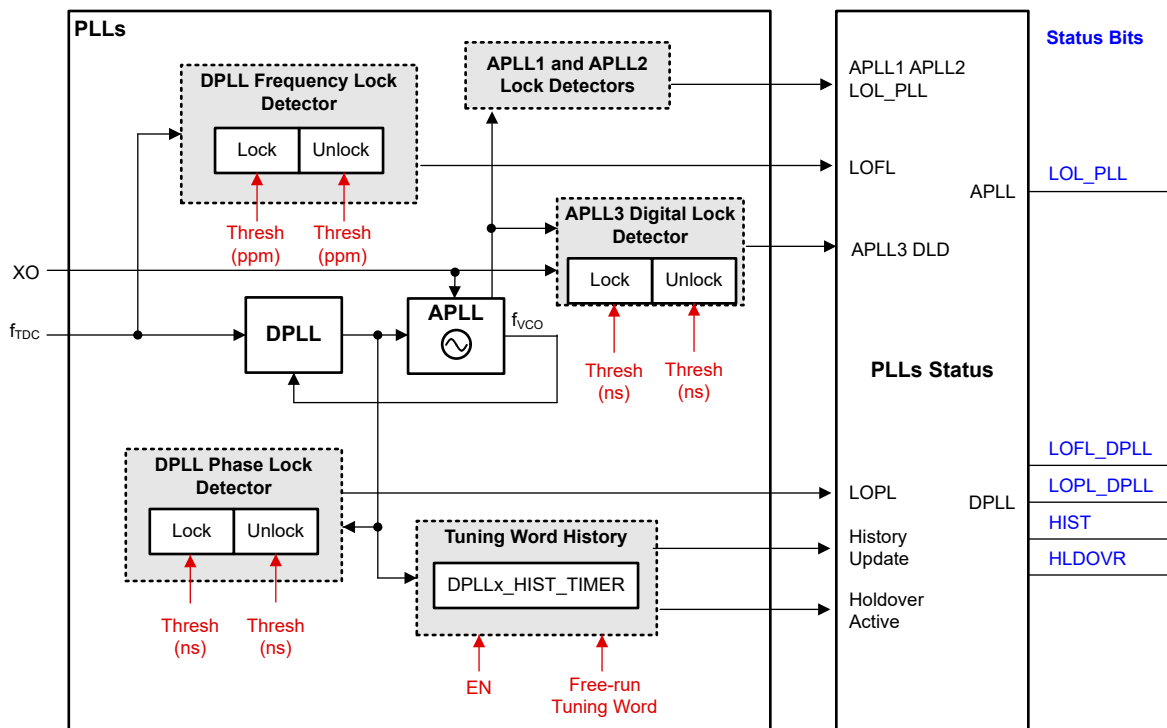 PLLs
Status Bits
DPLL Frequency Lock
Detector
Lock
Unlock
Thresh
(ppm)
Thresh
(ppm)
APLL1 and APLL2
Lock Detectors
APLL1 APLL2
LOL_PLL
LOFL
APLL
LOL_PLL
APLL3 Digital Lock
Detector
Lock
Unlock
Thresh
(ns)
Thresh
(ns)
APLL3 DLD
XO
fTDC
DPLL
APLL
fVCO
PLLs Status
DPLL Phase Lock
Detector
Lock
Unlock
Thresh
(ns)
Thresh
(ns)
LOPL
DPLL
LOFL_DPLL
LOPL_DPLL
HIST
HLDOVR
Tuning Word History
DPLLx_HIST_TIMER
History
Update
Holdover
Active
EN
Free-run
Tuning Word